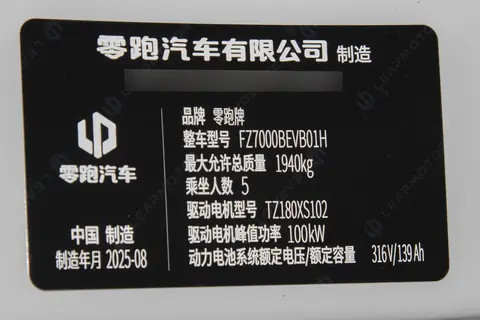 零跑汽车有限公司 制造
品牌 零跑牌
整车型号 FZ7000BEVB01H
最大允许总质量 1940kg
乘坐人数 5
驱动电机型号 TZ180XS102
驱动电机峰值功率 100kW
动力电池系统额定电压/额定容量 316V/139Ah
零跑汽车
中国 制造
制造年月 2025-08